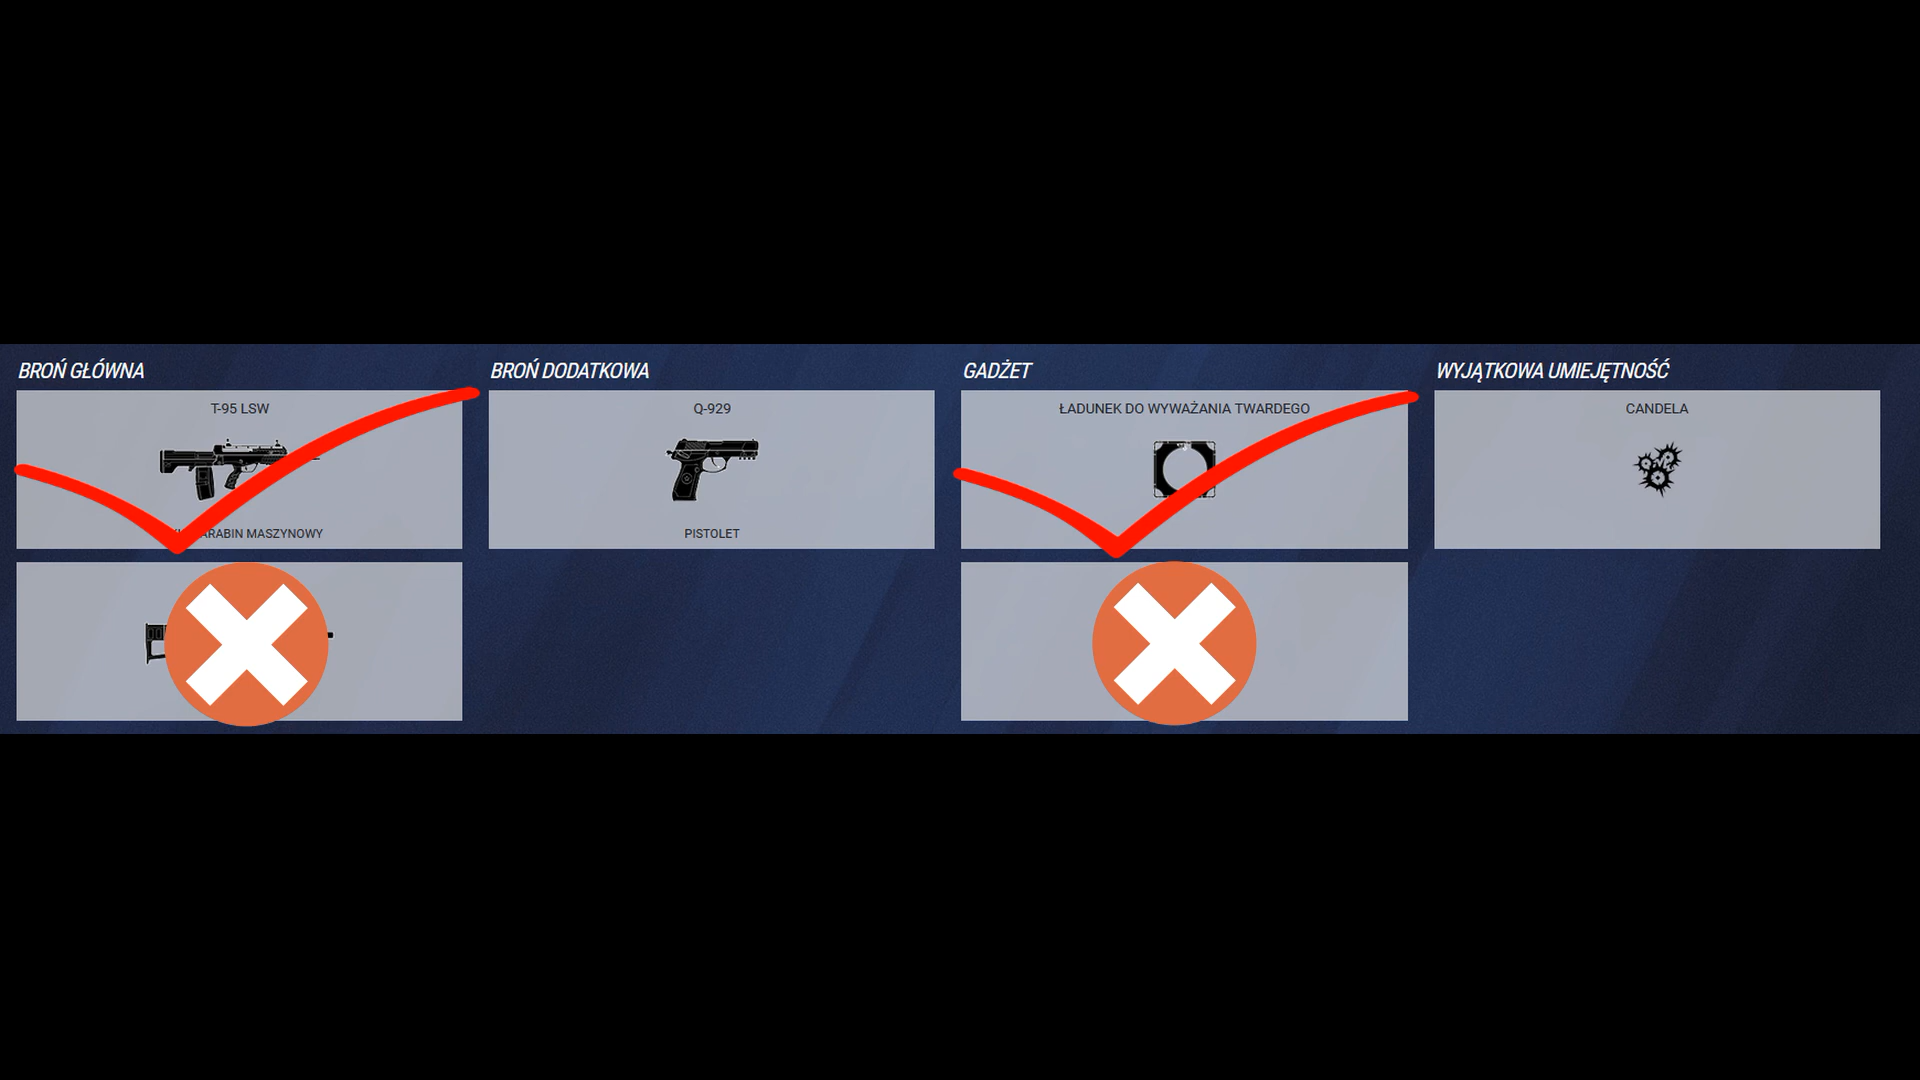 BROŃ GŁÓWNA
T-95 LSW
ARABIN MASZYNOWY
BROŃ DODATKOWA
Q-929
PISTOLET
GADŻET
ŁADUNEK DO WYWAŻANIA TWARDEGO
WYJĄTKOWA UMIEJĘTNOŚĆ
CANDELA